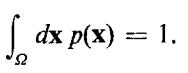 ∫_Ω d𝐱 p(𝐱) = 1.